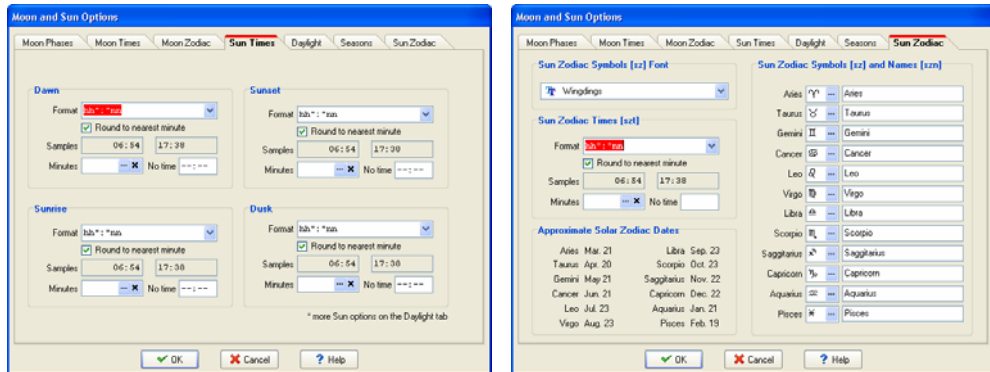 Moon and Sun Options
Moon Phases Moon Times Moon Zodiac Sun Times Daylight Seasons Sun Zodiac
Dawn
Format hh":"nn
Round to nearest minute
Samples 06:54 17:38
Minutes ... No time --:--
Sunset
Format hh":"nn
Round to nearest minute
Samples 06:54 17:38
Minutes ... No time --:--
Sunrise
Format hh":"nn
Round to nearest minute
Samples 06:54 17:38
Minutes ... No time --:--
Dusk
Format hh":"nn
Round to nearest minute
Samples 06:54 17:38
Minutes ... No time --:--
* more Sun options on the Daylight tab
OK Cancel ? Help
Moon and Sun Options
Moon Phases Moon Times Moon Zodiac Sun Times Daylight Seasons Sun Zodiac
Sun Zodiac Symbols [sz] Font
Wingdings
Sun Zodiac Times [szt]
Format hh":"nn
Round to nearest minute
Samples 06:54 17:38
Minutes ... No time
Approximate Solar Zodiac Dates
Aries Mar. 21 Libra Sep. 23
Taurus Apr. 20 Scorpio Oct. 23
Gemini May 21 Saggitarius Nov. 22
Cancer Jun. 21 Capricorn Dec. 22
Leo Jul. 23 Aquarius Jan. 21
Virgo Aug. 23 Pisces Feb. 19
Sun Zodiac Symbols [sz] and Names [szn]
Aries ♈ ... Aries
Taurus ♉ ... Taurus
Gemini ♊ ... Gemini
Cancer ♋ ... Cancer
Leo ♌ ... Leo
Virgo ♍ ... Virgo
Libra ♎ ... Libra
Scorpio ♏ ... Scorpio
Saggitarius ♐ ... Saggitarius
Capricorn ♑ ... Capricorn
Aquarius ♒ ... Aquarius
Pisces ♓ ... Pisces
OK Cancel ? Help